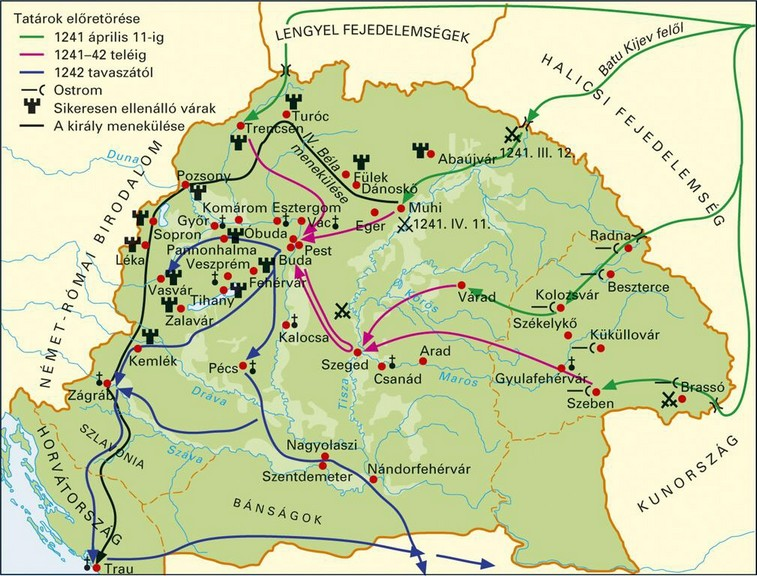 Tatárok előretörése
1241 április 11-ig
1241–42 teléig
1242 tavaszától
Ostrom
Sikeresen ellenálló várak
A király menekülése
LENGYEL FEJEDELEMSÉGEK
Batu Kijev felől
HALICSI FEJEDELEMSÉG
NÉMET-RÓMAI BIRODALOM
Duna
Turóc
Trencsén
IV. Béla
menekülése
Abaújvár
1241. III. 12.
Pozsony
Fülek
Dánoskő
Muhi
1241. IV. 11.
Komárom
Esztergom
Győr
Vác
Eger
Sopron
Óbuda
Pannonhalma
Pest
Léka
Veszprém
Buda
Fehérvár
Vasvár
Tihany
Zalavár
Radna
Beszterce
Kolozsvár
Várad
Körös
Székelykő
Küküllovár
Kalocsa
Kemlék
Pécs
Szeged
Arad
Csanád
Maros
Gyulafehérvár
Szeben
Brassó
Zágráb
Dráva
Tisza
SZLAVÓNIA
Száva
Nagyolaszi
Szentdemeter
Nándorfehérvár
HORVÁTORSZÁG
BÁNSÁGOK
KUNORSZÁG
Trau